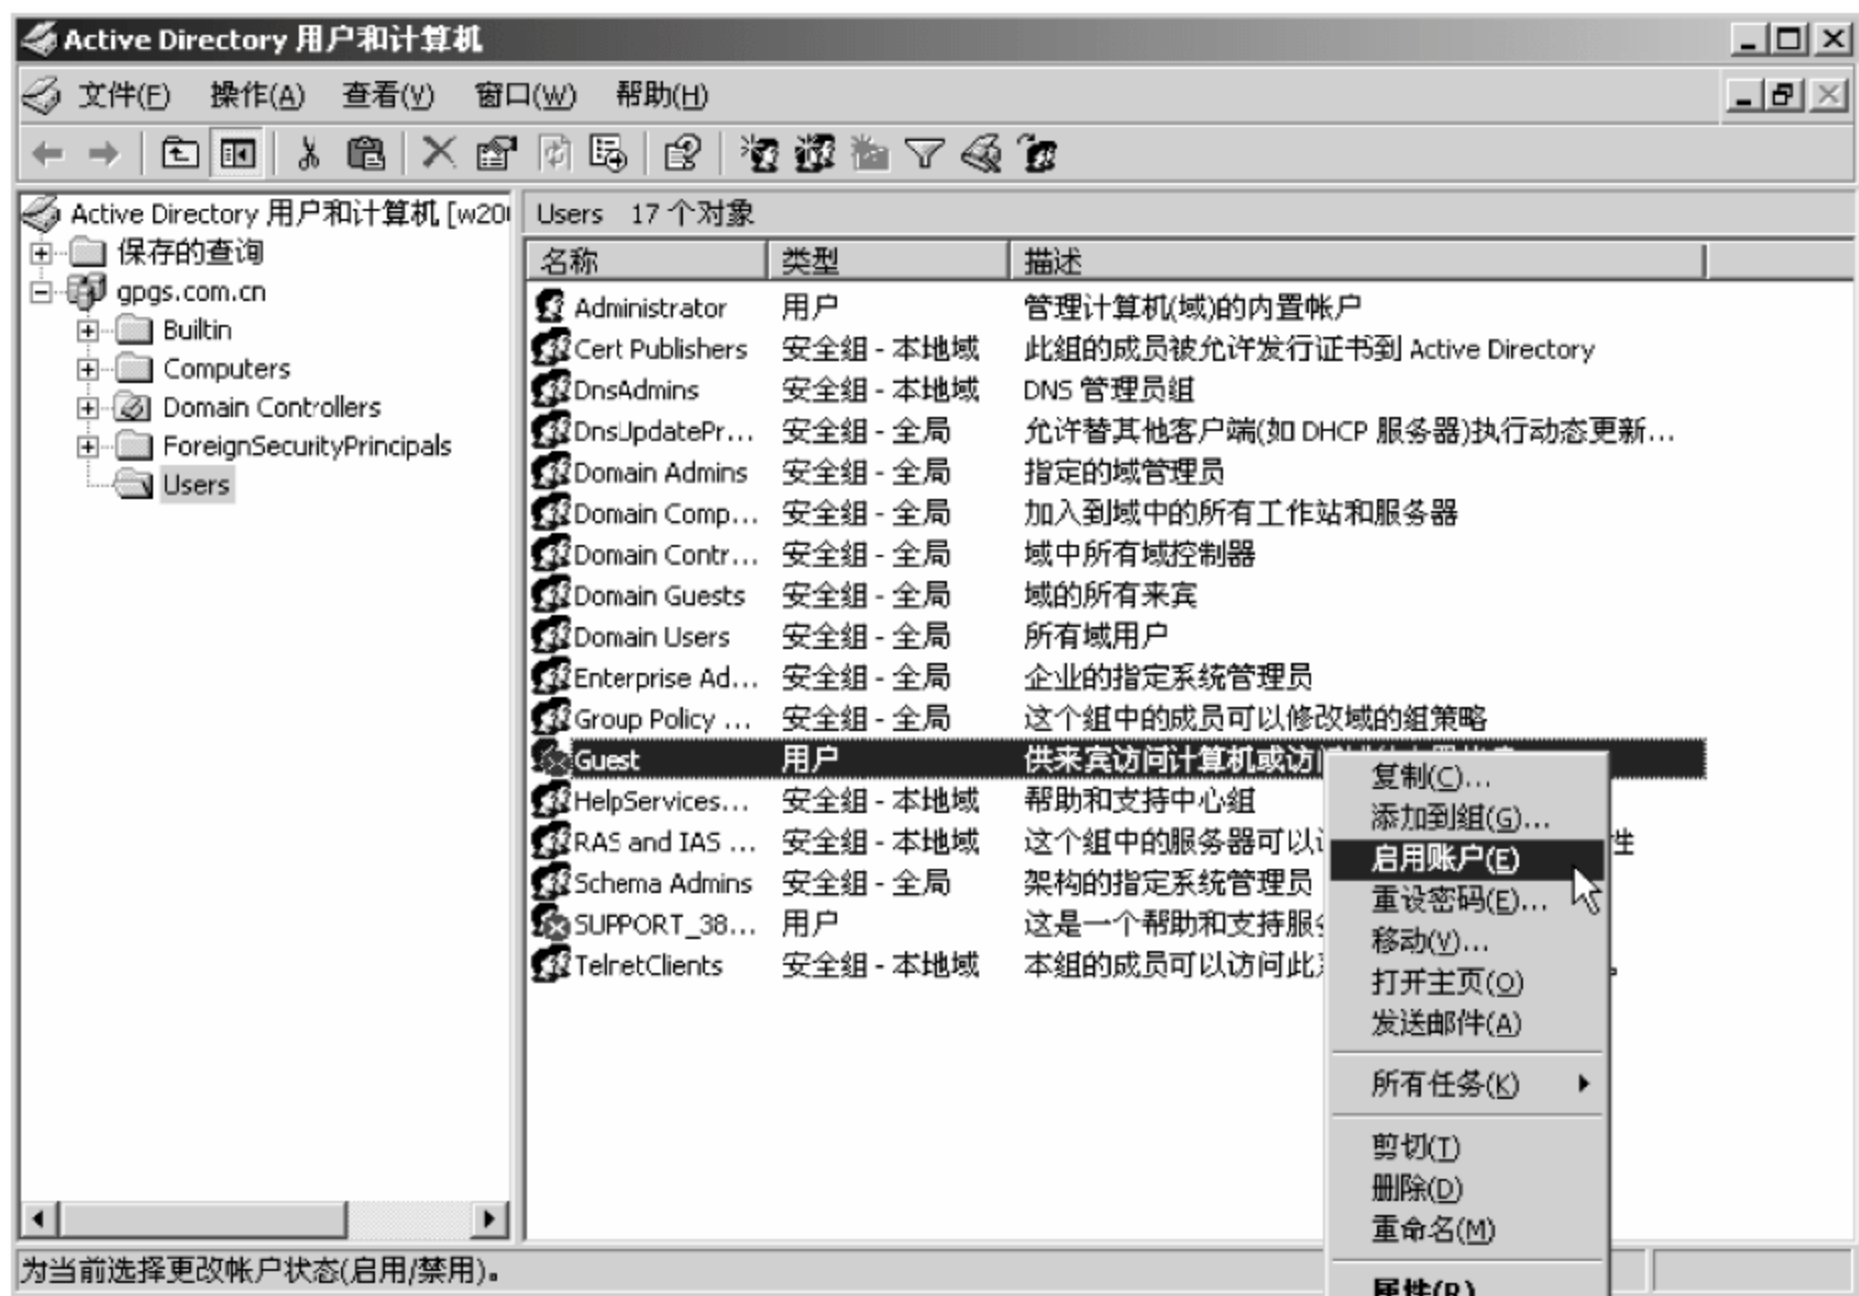 Active Directory 用户和计算机
文件(F) 操作(A) 查看(V) 窗口(W) 帮助(H)
Active Directory 用户和计算机 [w20
保存的查询
gpgs.com.cn
Builtin
Computers
Domain Controllers
ForeignSecurityPrincipals
Users
Users 17 个对象
名称 类型 描述
Administrator 用户 管理计算机(域)的内置帐户
Cert Publishers 安全组 - 本地域 此组的成员被允许发行证书到 Active Directory
DnsAdmins 安全组 - 本地域 DNS 管理员组
DnsUpdatePr... 安全组 - 全局 允许替其他客户端(如 DHCP 服务器)执行动态更新...
Domain Admins 安全组 - 全局 指定的域管理员
Domain Comp... 安全组 - 全局 加入到域中的所有工作站和服务器
Domain Contr... 安全组 - 全局 域中所有域控制器
Domain Guests 安全组 - 全局 域的所有来宾
Domain Users 安全组 - 全局 所有域用户
Enterprise Ad... 安全组 - 全局 企业的指定系统管理员
Group Policy ... 安全组 - 全局 这个组中的成员可以修改域的组策略
Guest 用户 供来宾访问计算机或访
HelpServices... 安全组 - 本地域 帮助和支持中心组
RAS and IAS ... 安全组 - 本地域 这个组中的服务器可以 性
Schema Admins 安全组 - 全局 架构的指定系统管理员
SUPPORT_38... 用户 这是一个帮助和支持服
TelnetClients 安全组 - 本地域 本组的成员可以访问此
复制(C)...
添加到组(G)...
启用账户(E)
重设密码(E)...
移动(V)...
打开主页(O)
发送邮件(A)
所有任务(K)
剪切(T)
删除(D)
重命名(M)
属性(R)
为当前选择更改帐户状态(启用/禁用)。